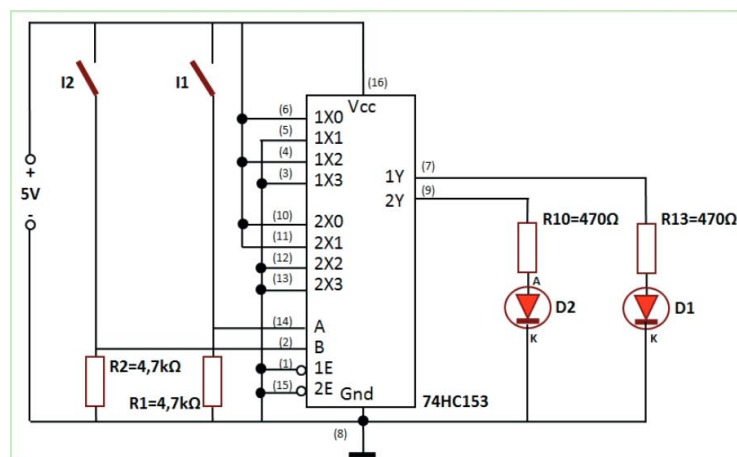 I2
I1
(16)
Vcc
(6)
1X0
(5)
1X1
(4)
1X2
(3)
1X3
(7)
1Y
(9)
2Y
+
5V
-
(10)
2X0
(11)
2X1
(12)
2X2
(13)
2X3
R10=470Ω
R13=470Ω
A
D2
D1
K
K
(14)
A
(2)
B
(1)
1E
(15)
2E
R2=4,7kΩ
R1=4,7kΩ
Gnd
74HC153
(8)